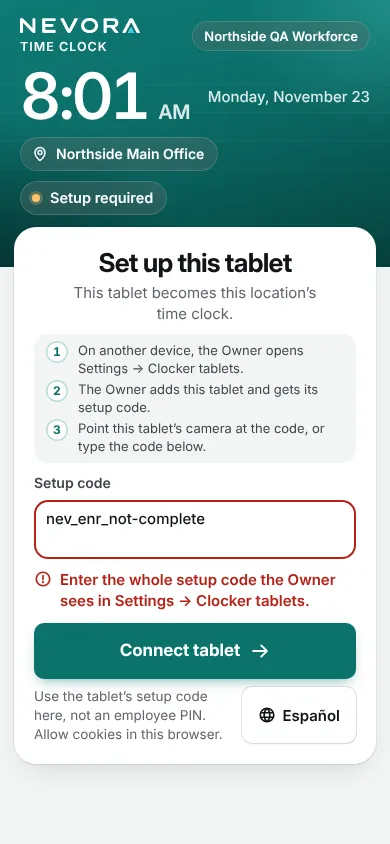 NEVORA
TIME CLOCK
Northside QA Workforce
8:01 AM
Monday, November 23
Northside Main Office
Setup required
Set up this tablet
This tablet becomes this location’s
time clock.
1 On another device, the Owner opens
Settings → Clocker tablets.
2 The Owner adds this tablet and gets its
setup code.
3 Point this tablet’s camera at the code, or
type the code below.
Setup code
nev_enr_not-complete
Enter the whole setup code the Owner
sees in Settings → Clocker tablets.
Connect tablet →
Use the tablet’s setup code
here, not an employee PIN.
Allow cookies in this browser.
Español